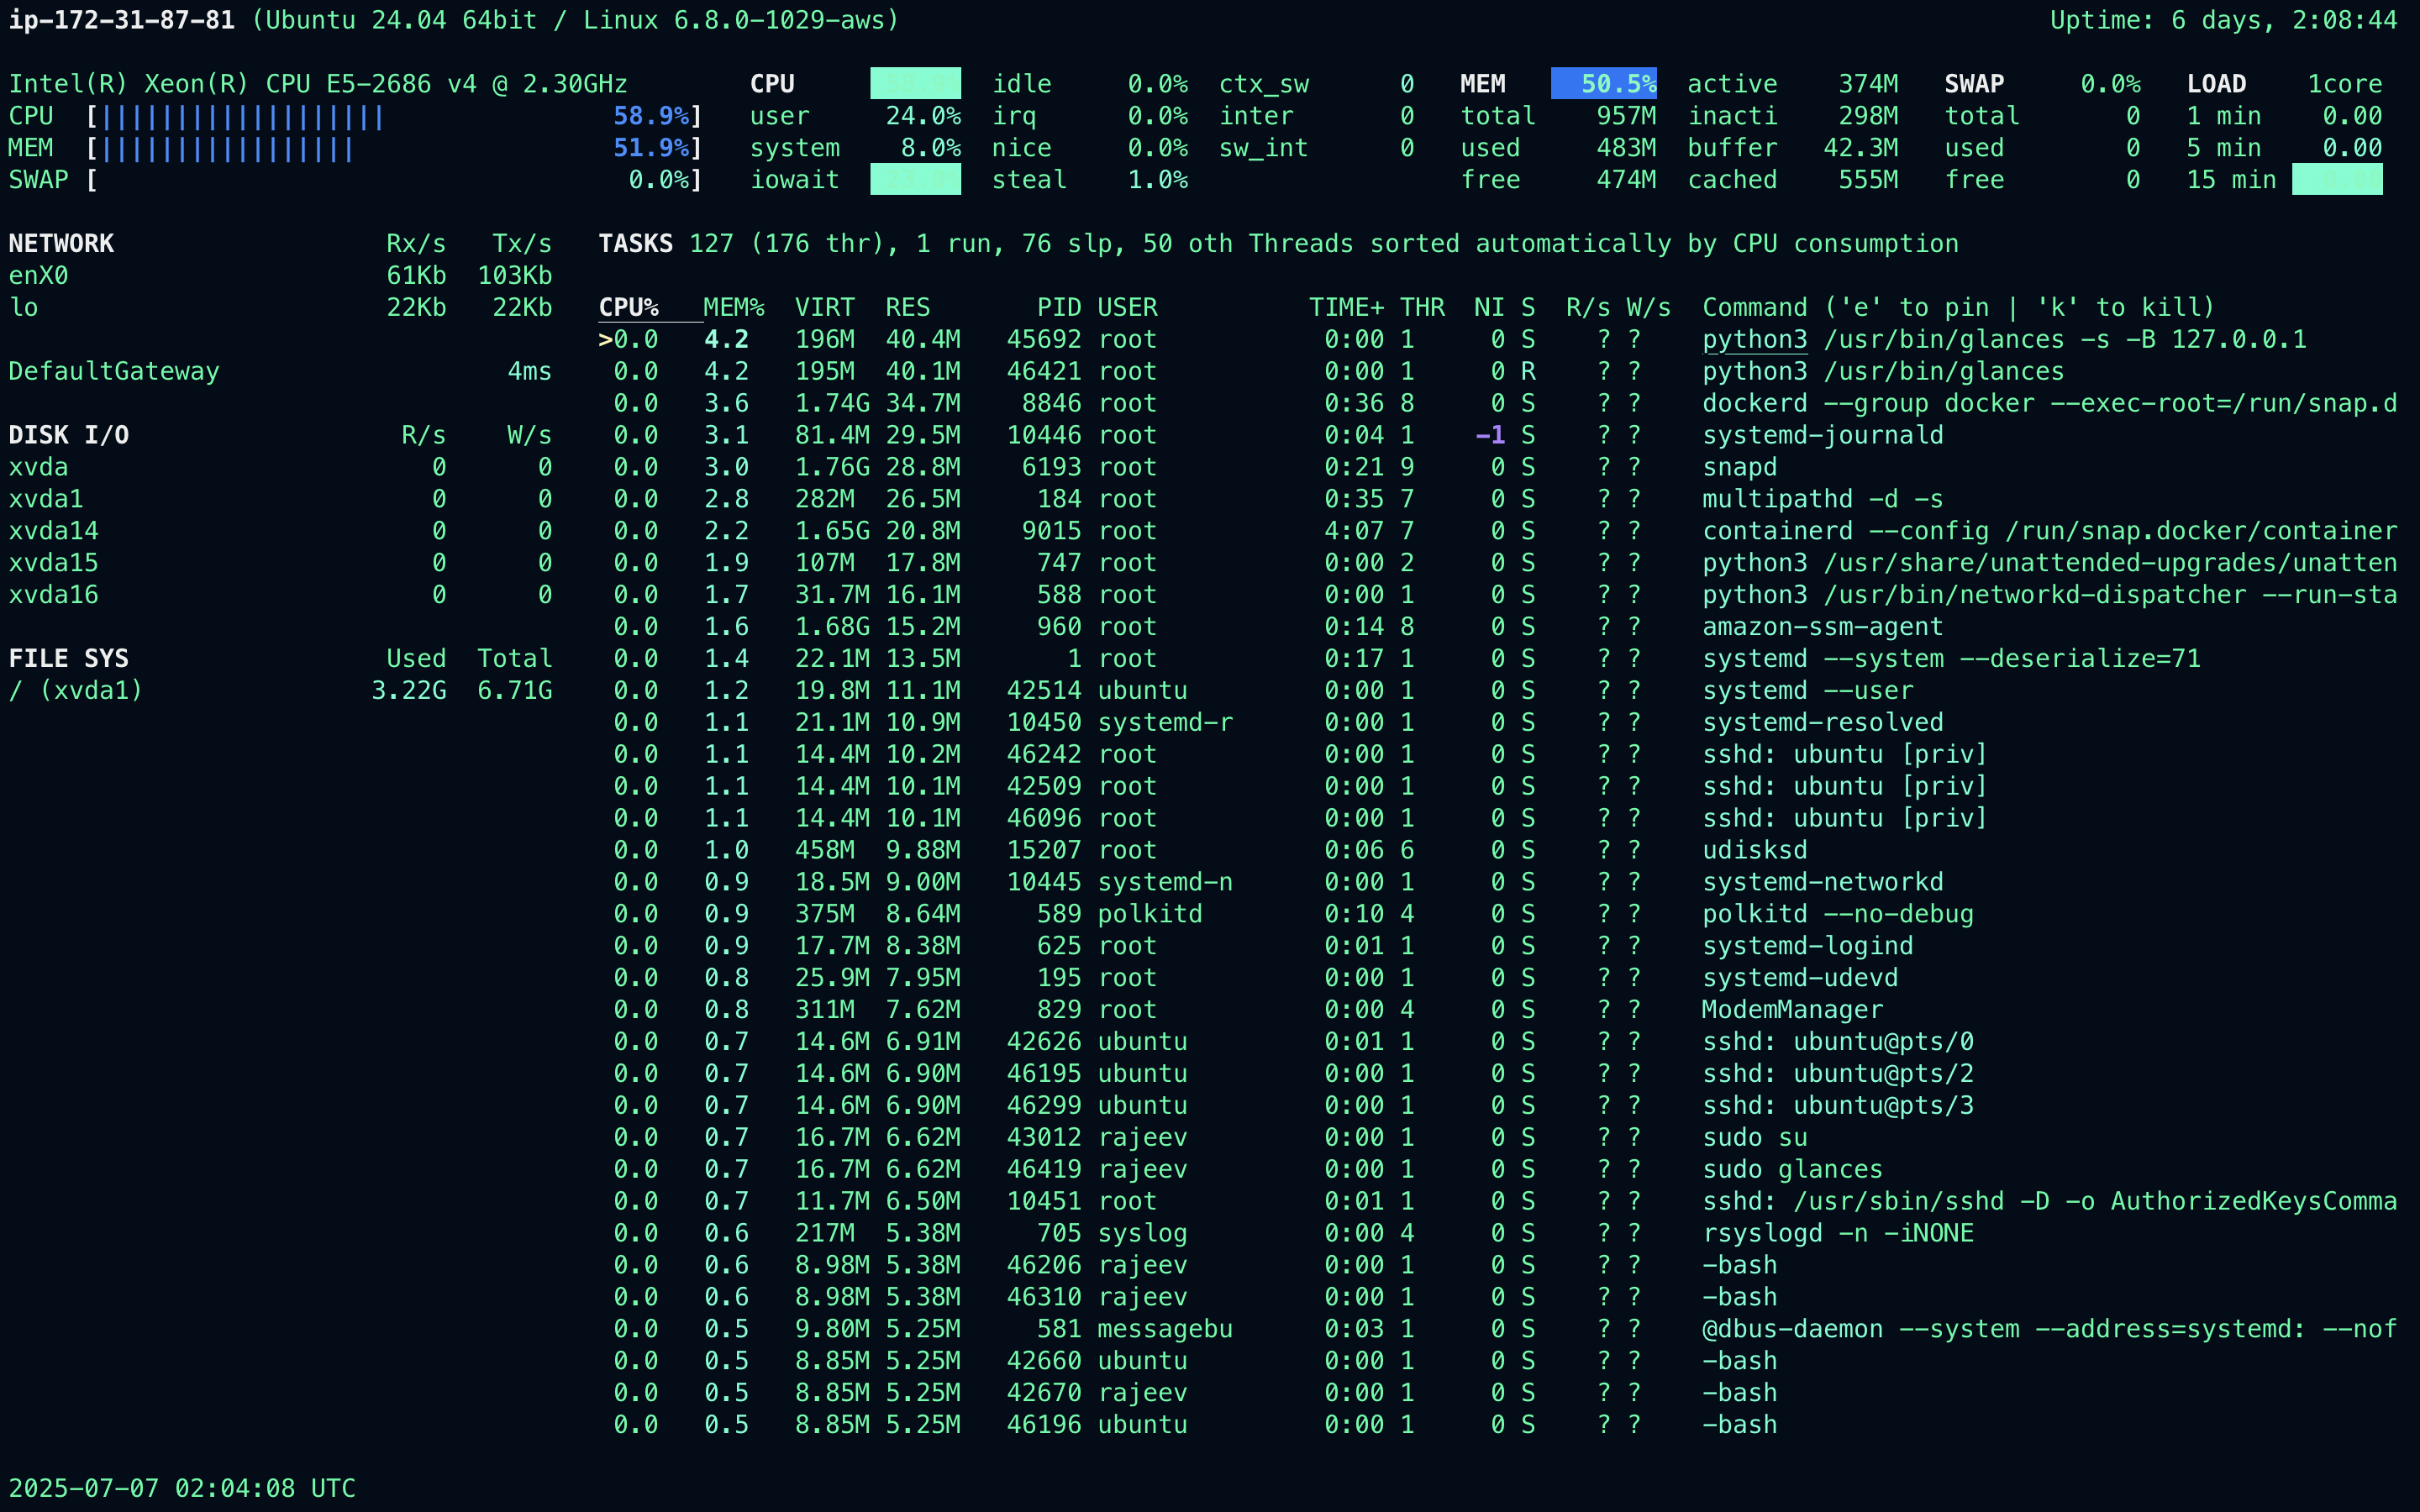 ip-172-31-87-81 (Ubuntu 24.04 64bit / Linux 6.8.0-1029-aws) Uptime: 6 days, 2:08:44
Intel(R) Xeon(R) CPU E5-2686 v4 @ 2.30GHz CPU idle 0.0% ctx_sw 0 MEM 50.5% active 374M SWAP 0.0% LOAD 1core
CPU [||||||||||||||||||| 58.9%] user 24.0% irq 0.0% inter 0 total 957M inacti 298M total 0 1 min 0.00
MEM [||||||||||||||||| 51.9%] system 8.0% nice 0.0% sw_int 0 used 483M buffer 42.3M used 0 5 min 0.00
SWAP [ 0.0%] iowait steal 1.0% free 474M cached 555M free 0 15 min
NETWORK Rx/s Tx/s TASKS 127 (176 thr), 1 run, 76 slp, 50 oth Threads sorted automatically by CPU consumption
enX0 61Kb 103Kb
lo 22Kb 22Kb CPU% MEM% VIRT RES PID USER TIME+ THR NI S R/s W/s Command ('e' to pin | 'k' to kill)
>0.0 4.2 196M 40.4M 45692 root 0:00 1 0 S ? ? python3 /usr/bin/glances -s -B 127.0.0.1
DefaultGateway 4ms 0.0 4.2 195M 40.1M 46421 root 0:00 1 0 R ? ? python3 /usr/bin/glances
0.0 3.6 1.74G 34.7M 8846 root 0:36 8 0 S ? ? dockerd --group docker --exec-root=/run/snap.d
DISK I/O R/s W/s 0.0 3.1 81.4M 29.5M 10446 root 0:04 1 -1 S ? ? systemd-journald
xvda 0 0 0.0 3.0 1.76G 28.8M 6193 root 0:21 9 0 S ? ? snapd
xvda1 0 0 0.0 2.8 282M 26.5M 184 root 0:35 7 0 S ? ? multipathd -d -s
xvda14 0 0 0.0 2.2 1.65G 20.8M 9015 root 4:07 7 0 S ? ? containerd --config /run/snap.docker/container
xvda15 0 0 0.0 1.9 107M 17.8M 747 root 0:00 2 0 S ? ? python3 /usr/share/unattended-upgrades/unatten
xvda16 0 0 0.0 1.7 31.7M 16.1M 588 root 0:00 1 0 S ? ? python3 /usr/bin/networkd-dispatcher --run-sta
0.0 1.6 1.68G 15.2M 960 root 0:14 8 0 S ? ? amazon-ssm-agent
FILE SYS Used Total 0.0 1.4 22.1M 13.5M 1 root 0:17 1 0 S ? ? systemd --system --deserialize=71
/ (xvda1) 3.22G 6.71G 0.0 1.2 19.8M 11.1M 42514 ubuntu 0:00 1 0 S ? ? systemd --user
0.0 1.1 21.1M 10.9M 10450 systemd-r 0:00 1 0 S ? ? systemd-resolved
0.0 1.1 14.4M 10.2M 46242 root 0:00 1 0 S ? ? sshd: ubuntu [priv]
0.0 1.1 14.4M 10.1M 42509 root 0:00 1 0 S ? ? sshd: ubuntu [priv]
0.0 1.1 14.4M 10.1M 46096 root 0:00 1 0 S ? ? sshd: ubuntu [priv]
0.0 1.0 458M 9.88M 15207 root 0:06 6 0 S ? ? udisksd
0.0 0.9 18.5M 9.00M 10445 systemd-n 0:00 1 0 S ? ? systemd-networkd
0.0 0.9 375M 8.64M 589 polkitd 0:10 4 0 S ? ? polkitd --no-debug
0.0 0.9 17.7M 8.38M 625 root 0:01 1 0 S ? ? systemd-logind
0.0 0.8 25.9M 7.95M 195 root 0:00 1 0 S ? ? systemd-udevd
0.0 0.8 311M 7.62M 829 root 0:00 4 0 S ? ? ModemManager
0.0 0.7 14.6M 6.91M 42626 ubuntu 0:01 1 0 S ? ? sshd: ubuntu@pts/0
0.0 0.7 14.6M 6.90M 46195 ubuntu 0:00 1 0 S ? ? sshd: ubuntu@pts/2
0.0 0.7 14.6M 6.90M 46299 ubuntu 0:00 1 0 S ? ? sshd: ubuntu@pts/3
0.0 0.7 16.7M 6.62M 43012 rajeev 0:00 1 0 S ? ? sudo su
0.0 0.7 16.7M 6.62M 46419 rajeev 0:00 1 0 S ? ? sudo glances
0.0 0.7 11.7M 6.50M 10451 root 0:01 1 0 S ? ? sshd: /usr/sbin/sshd -D -o AuthorizedKeysComma
0.0 0.6 217M 5.38M 705 syslog 0:00 4 0 S ? ? rsyslogd -n -iNONE
0.0 0.6 8.98M 5.38M 46206 rajeev 0:00 1 0 S ? ? -bash
0.0 0.6 8.98M 5.38M 46310 rajeev 0:00 1 0 S ? ? -bash
0.0 0.5 9.80M 5.25M 581 messagebu 0:03 1 0 S ? ? @dbus-daemon --system --address=systemd: --nof
0.0 0.5 8.85M 5.25M 42660 ubuntu 0:00 1 0 S ? ? -bash
0.0 0.5 8.85M 5.25M 42670 rajeev 0:00 1 0 S ? ? -bash
0.0 0.5 8.85M 5.25M 46196 ubuntu 0:00 1 0 S ? ? -bash
2025-07-07 02:04:08 UTC